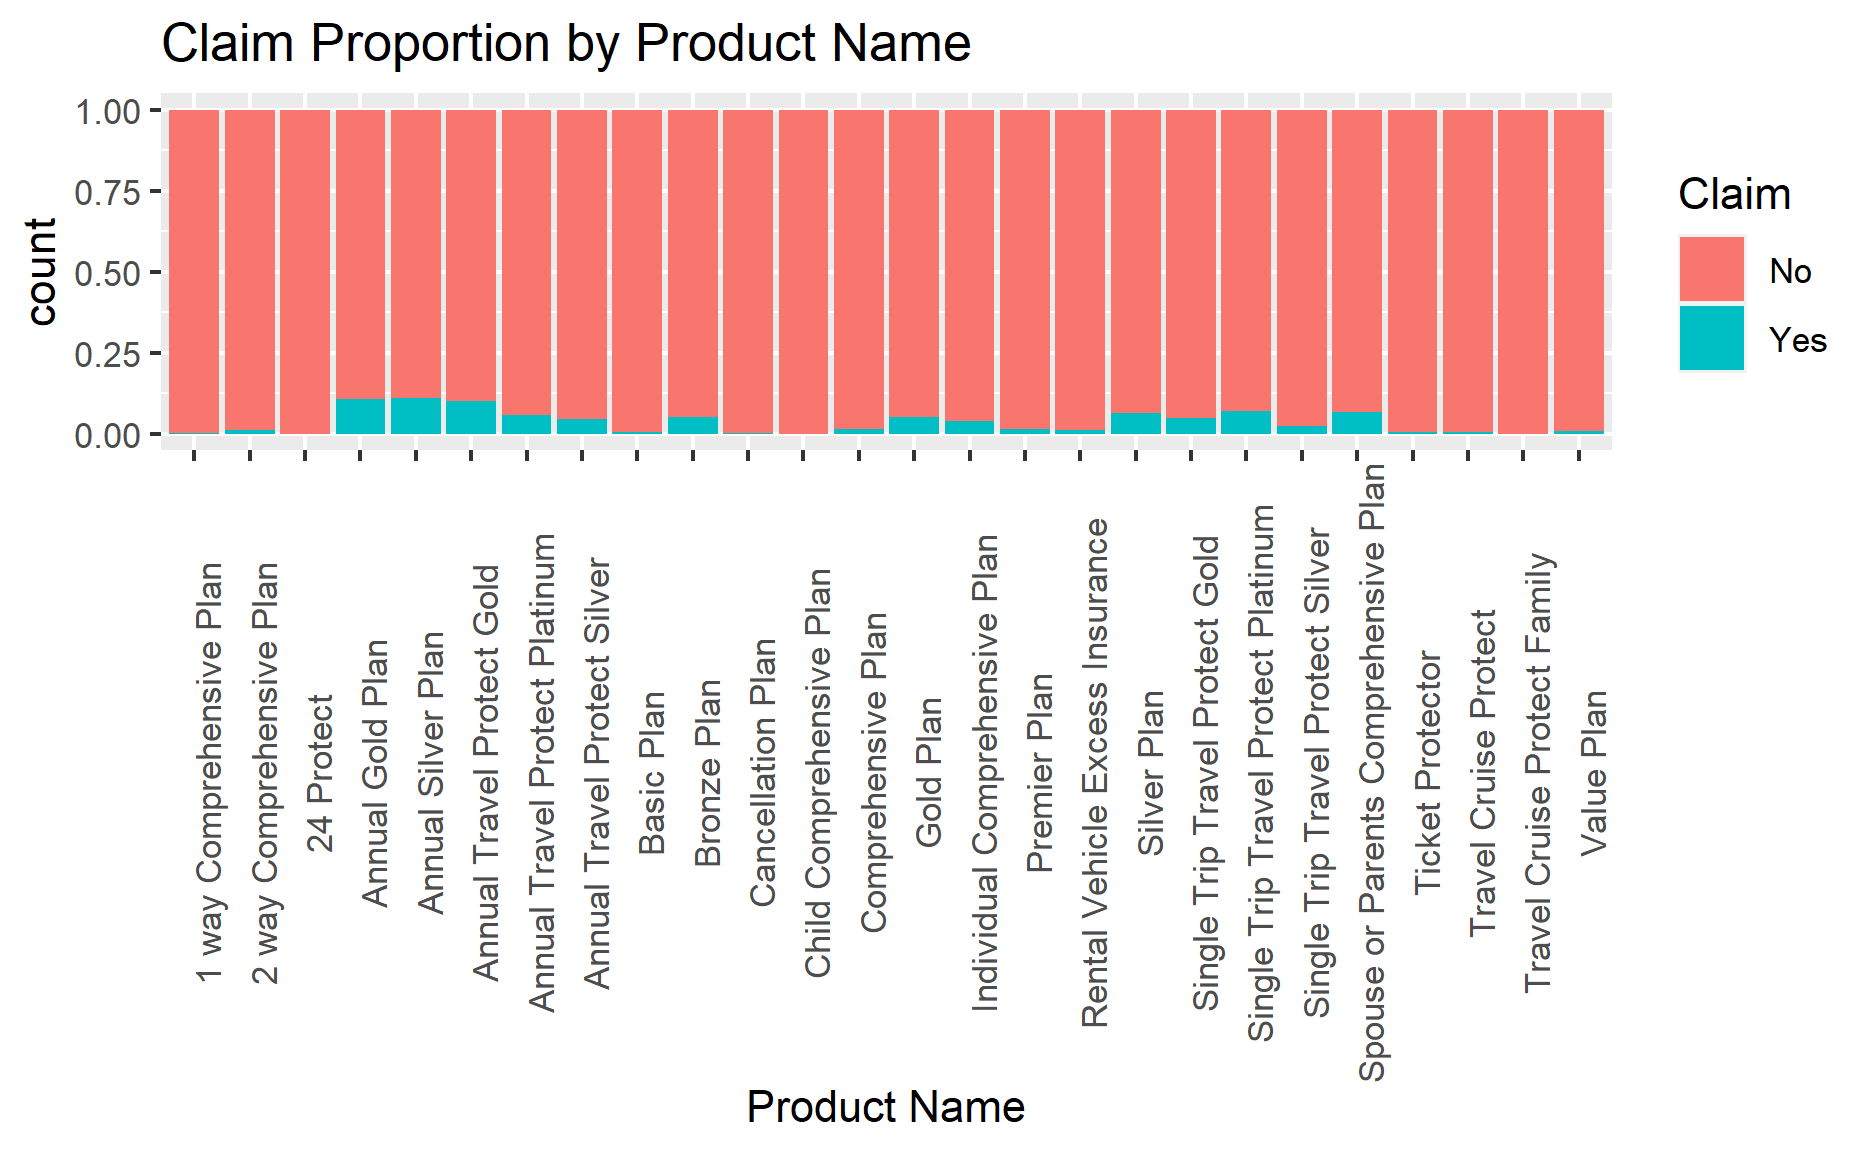 Claim Proportion by Product Name
count
1.00
0.75
0.50
0.25
0.00
1 way Comprehensive Plan
2 way Comprehensive Plan
24 Protect
Annual Gold Plan
Annual Silver Plan
Annual Travel Protect Gold
Annual Travel Protect Platinum
Annual Travel Protect Silver
Basic Plan
Bronze Plan
Cancellation Plan
Child Comprehensive Plan
Comprehensive Plan
Gold Plan
Individual Comprehensive Plan
Premier Plan
Rental Vehicle Excess Insurance
Silver Plan
Single Trip Travel Protect Gold
Single Trip Travel Protect Platinum
Single Trip Travel Protect Silver
Spouse or Parents Comprehensive Plan
Ticket Protector
Travel Cruise Protect
Travel Cruise Protect Family
Value Plan
Product Name
Claim
No
Yes